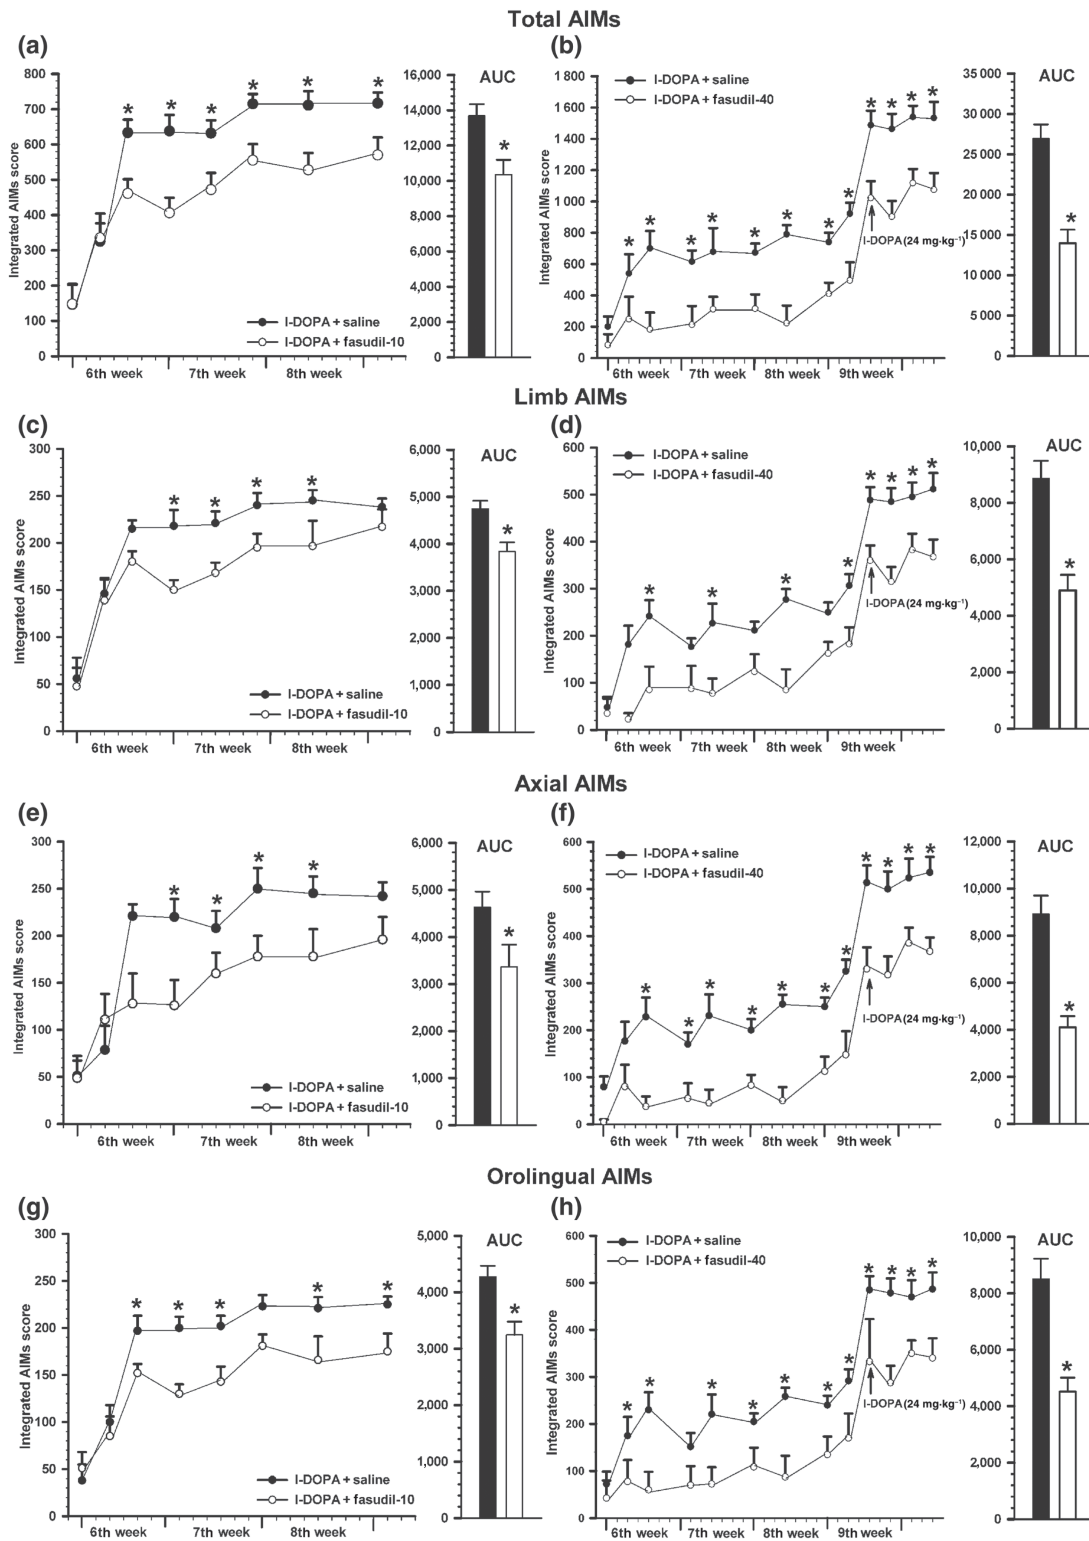 Total AIMs
(a)
Integrated AIMs score
800
700
600
500
400
300
200
100
0
* * * * * *
l-DOPA + saline
l-DOPA + fasudil-10
6th week 7th week 8th week
AUC
16,000
14,000
12,000
10,000
8,000
6,000
4,000
2,000
0
*
(b)
Integrated AIMs score
1 800
1 600
1 400
1 200
1 000
800
600
400
200
0
l-DOPA + saline
l-DOPA + fasudil-40
* * * * * * * * * * * *
l-DOPA (24 mg·kg⁻¹)
6th week 7th week 8th week 9th week
AUC
35 000
30 000
25 000
20 000
15 000
10 000
5 000
0
*
Limb AIMs
(c)
Integrated AIMs score
300
250
200
150
100
50
0
* * * *
l-DOPA + saline
l-DOPA + fasudil-10
6th week 7th week 8th week
AUC
6,000
5,000
4,000
3,000
2,000
1,000
0
*
(d)
Integrated AIMs score
600
500
400
300
200
100
0
l-DOPA + saline
l-DOPA + fasudil-40
* * * * * * * *
l-DOPA (24 mg·kg⁻¹)
6th week 7th week 8th week 9th week
AUC
10,000
8,000
6,000
4,000
2,000
0
*
Axial AIMs
(e)
Integrated AIMs score
300
250
200
150
100
50
0
* * * *
l-DOPA + saline
l-DOPA + fasudil-10
6th week 7th week 8th week
AUC
6,000
5,000
4,000
3,000
2,000
1,000
0
*
(f)
Integrated AIMs score
600
500
400
300
200
100
0
l-DOPA + saline
l-DOPA + fasudil-40
* * * * * * * * * * *
l-DOPA (24 mg·kg⁻¹)
6th week 7th week 8th week 9th week
AUC
12,000
10,000
8,000
6,000
4,000
2,000
0
*
Orolingual AIMs
(g)
Integrated AIMs score
300
250
200
150
100
50
0
* * * * *
l-DOPA + saline
l-DOPA + fasudil-10
6th week 7th week 8th week
AUC
5,000
4,000
3,000
2,000
1,000
0
*
(h)
Integrated AIMs score
600
500
400
300
200
100
0
l-DOPA + saline
l-DOPA + fasudil-40
* * * * * * * * * * *
l-DOPA (24 mg·kg⁻¹)
6th week 7th week 8th week 9th week
AUC
10,000
8,000
6,000
4,000
2,000
0
*